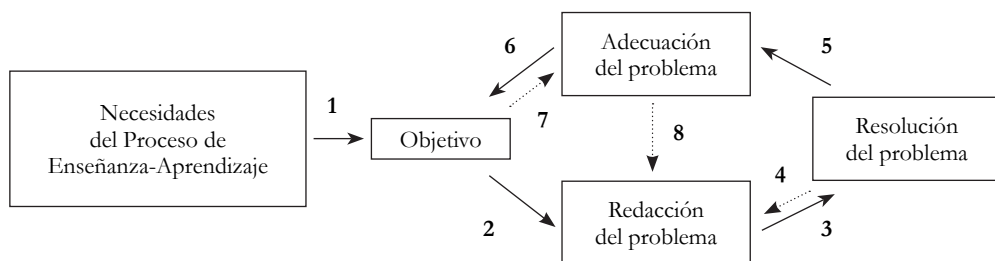 Necesidades
del Proceso de
Enseñanza-Aprendizaje
1
Objetivo
2
6
7
Adecuación
del problema
8
Redacción
del problema
5
4
3
Resolución
del problema